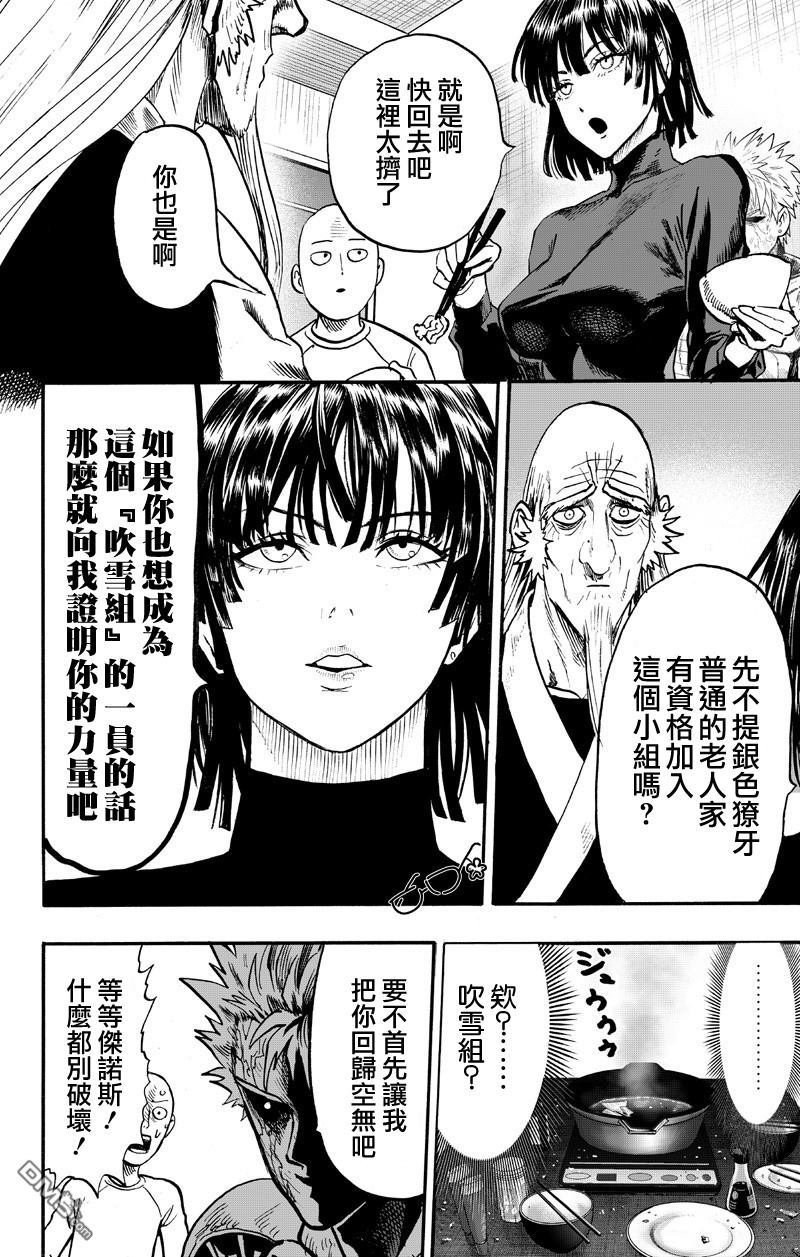 就是啊
快回去吧
這裡太擠了
你也是啊
先不提銀色獠牙
普通的老人家
有資格加入
這個小組嗎？
如果你也想成為
這個『吹雪組』的一員的話
那麼就向我證明你的力量吧
………
ジュウウウ
欸？……
吹雪組？
要不首先讓我
把你回歸空無吧
等等傑諾斯！
什麼都別破壞！